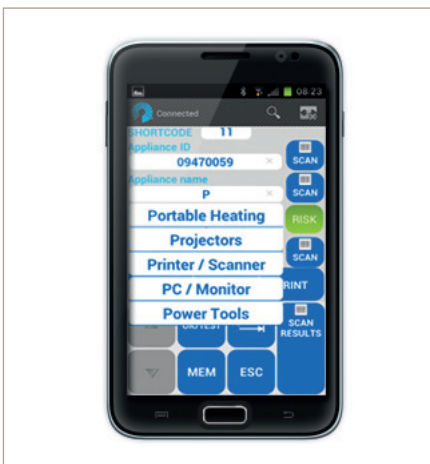 08:23
Connected
SHORTCODE 11
Appliance ID
09470059
SCAN
Appliance name
P
SCAN
Portable Heating
RISK
Projectors
Printer / Scanner
SCAN
PC / Monitor
Power Tools
SCAN
RESULTS
MEM
ESC